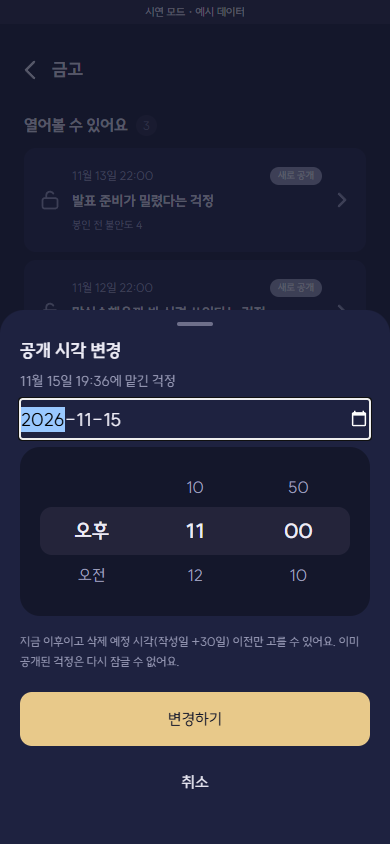 시연 모드 · 예시 데이터
금고
열어볼 수 있어요 3
11월 13일 22:00
새로 공개
발표 준비가 밀렸다는 걱정
봉인 전 불안도 4
11월 12일 22:00
새로 공개
공개 시각 변경
11월 15일 19:36에 맡긴 걱정
2026-11-15
10 50
오후 11 00
오전 12 10
지금 이후이고 삭제 예정 시각(작성일 +30일) 이전만 고를 수 있어요. 이미
공개된 걱정은 다시 잠글 수 없어요.
변경하기
취소